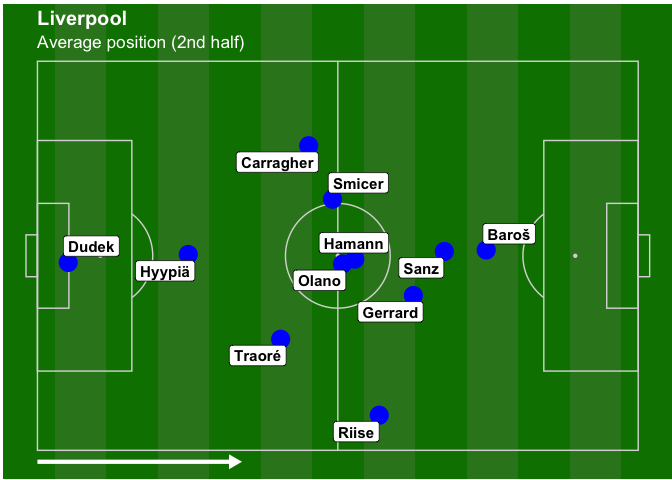 Liverpool
Average position (2nd half)
Carragher
Smicer
Baroš
Dudek
Hamann
Hyypiä
Sanz
Olano
Gerrard
Traoré
Riise